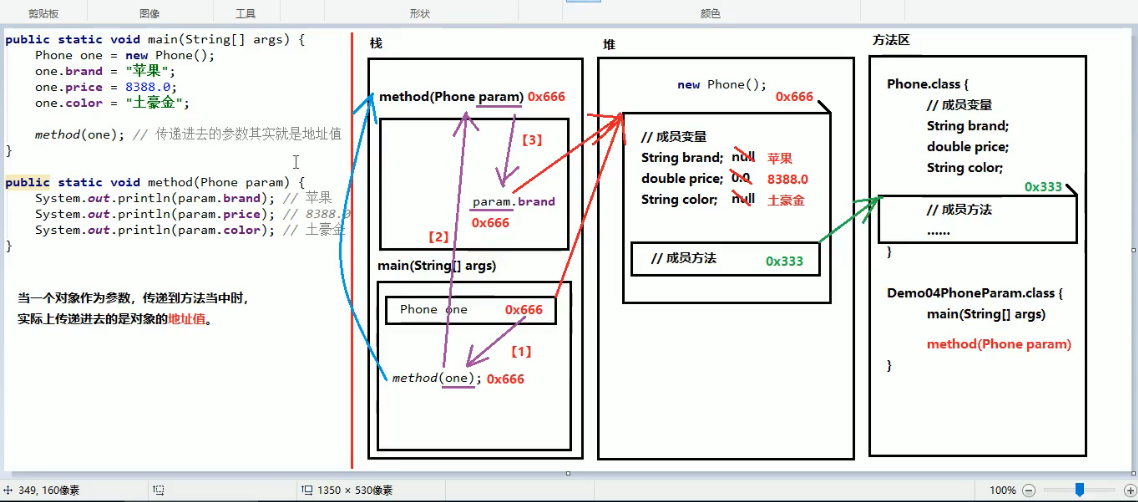 剪贴板
图像
工具
形状
颜色
public static void main(String[] args) {
Phone one = new Phone();
one.brand = "苹果";
one.price = 8388.0;
one.color = "土豪金";
method(one); // 传递进去的参数其实就是地址值
}
public static void method(Phone param) {
System.out.println(param.brand); // 苹果
System.out.println(param.price); // 8388.0
System.out.println(param.color); // 土豪金
}
当一个对象作为参数，传递到方法当中时，
实际上传递进去的是对象的地址值。
栈
method(Phone param) 0x666
【3】
param.brand
0x666
【2】
main(String[] args)
Phone one 0x666
【1】
method(one); 0x666
堆
new Phone();
0x666
// 成员变量
String brand; null 苹果
double price; 0.0 8388.0
String color; null 土豪金
// 成员方法 0x333
方法区
Phone.class {
// 成员变量
String brand;
double price;
String color;
0x333
// 成员方法
......
}
Demo04PhoneParam.class {
main(String[] args)
method(Phone param)
}
349, 160像素
1350 × 530像素
100%